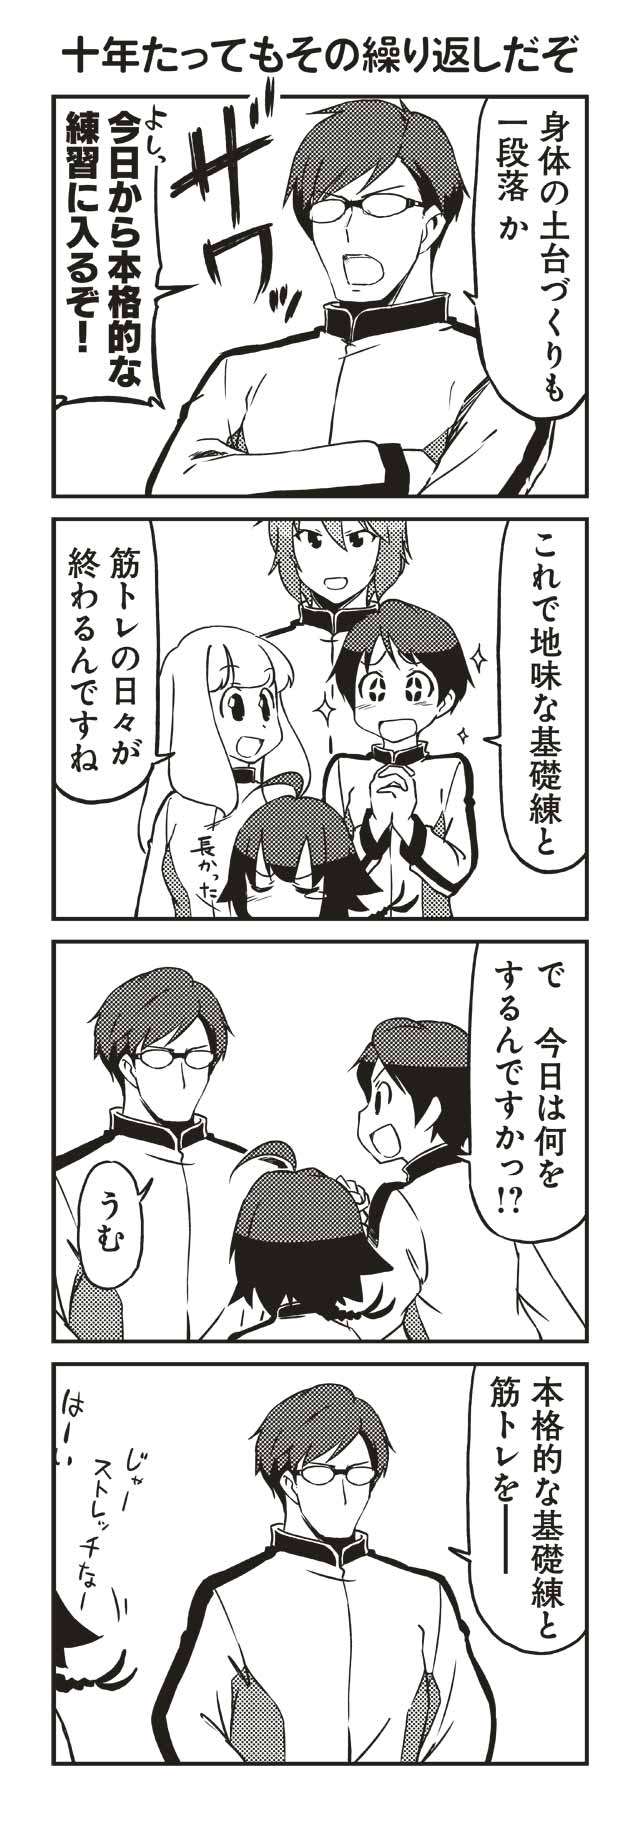 十年たってもその繰り返しだぞ
身体の土台づくりも
一段落 か
ザワ
よしっ
今日から本格的な
練習に入るぞ！
これで地味な基礎練と
筋トレの日々が
終わるんですね
長かった
で 今日は何を
するんですかっ!?
うむ
本格的な基礎練と
筋トレを──
じゃー
ストレッチなー
はーい